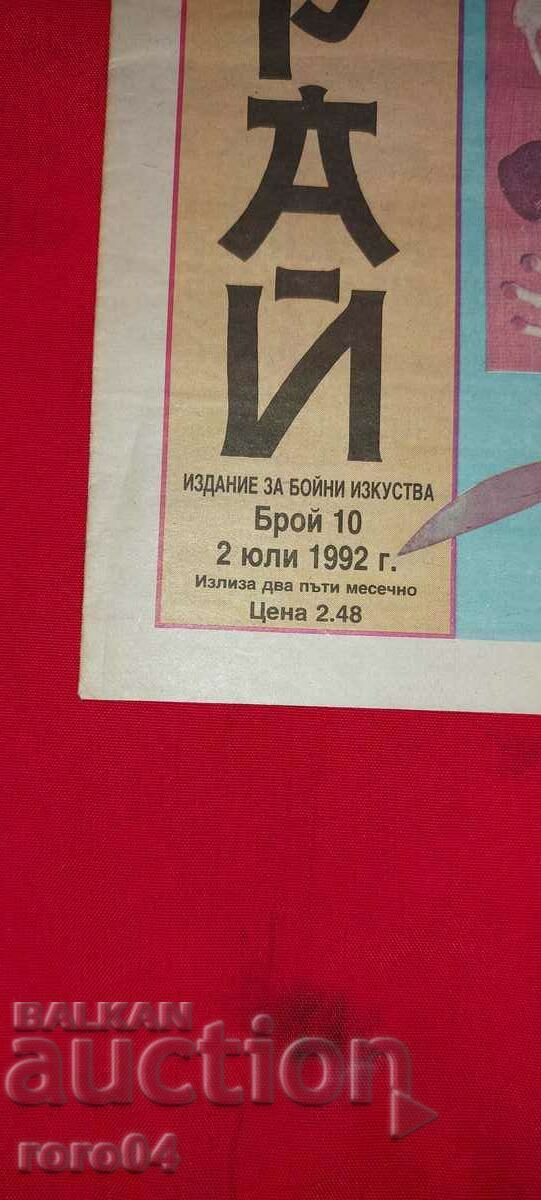 Р
А
Й
ИЗДАНИЕ ЗА БОЙНИ ИЗКУСТВА
Брой 10
2 юли 1992 г.
Излиза два пъти месечно
Цена 2.48
BALKAN
auction
roro04